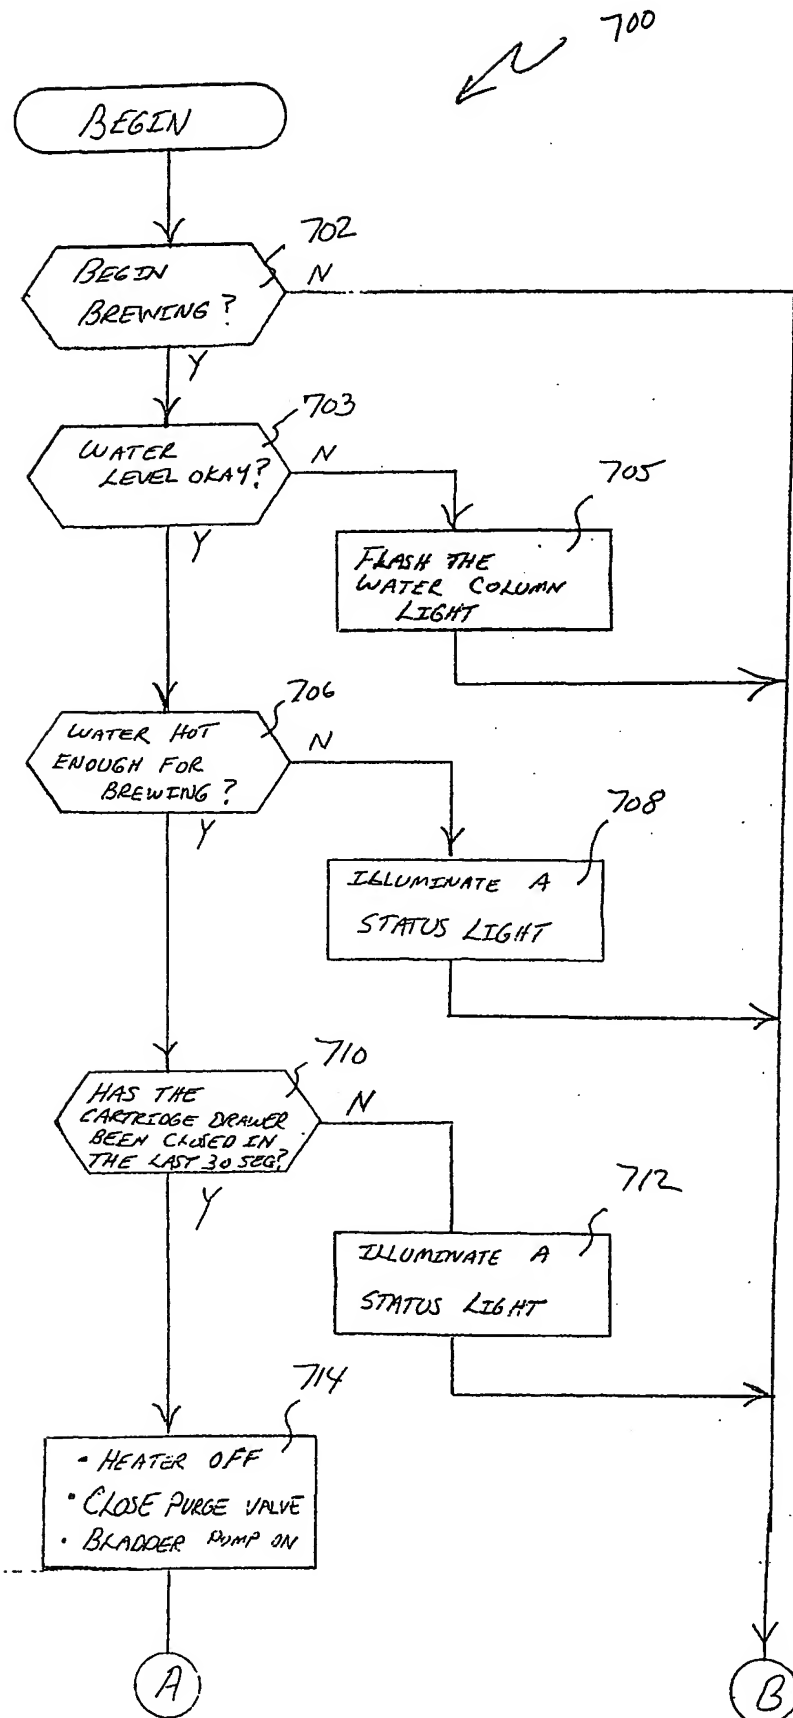 700
BEGIN
702
BEGIN
BREWING?
N
Y
703
WATER
LEVEL OKAY?
N
Y
705
FLASH THE
WATER COLUMN
LIGHT
706
WATER HOT
ENOUGH FOR
BREWING?
N
Y
708
ILLUMINATE A
STATUS LIGHT
710
HAS THE
CARTRIDGE DRAWER
BEEN CLOSED IN
THE LAST 30 SEC?
N
Y
712
ILLUMINATE A
STATUS LIGHT
714
• HEATER OFF
• CLOSE PURGE VALVE
• BLADDER PUMP ON
A
B